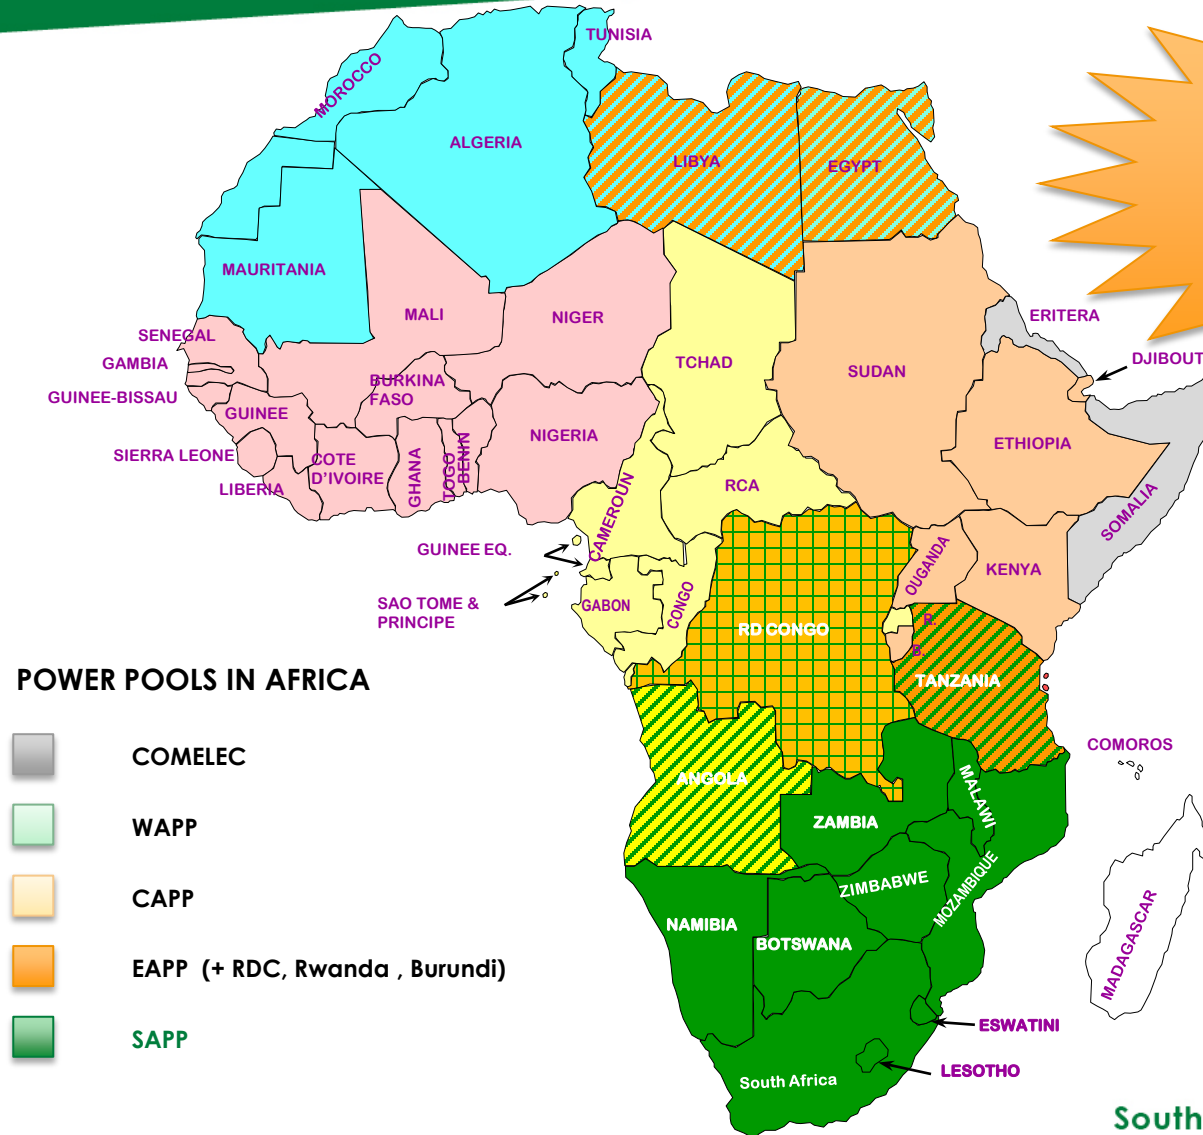 TUNISIA
MOROCCO
ALGERIA
LIBYA
EGYPT
MAURITANIA
MALI
NIGER
ERITERA
SENEGAL
TCHAD
DJIBOUT
GAMBIA
SUDAN
BURKINA
FASO
GUINEE-BISSAU
GUINEE
NIGERIA
ETHIOPIA
SIERRA LEONE
COTE
D'IVOIRE
GHANA
TOGO
BENIN
LIBERIA
RCA
SOMALIA
CAMEROUN
GUINEE EQ.
OUGANDA
KENYA
SAO TOME &
PRINCIPE
GABON
CONGO
R.
RD CONGO
B.
TANZANIA
POWER POOLS IN AFRICA
COMOROS
COMELEC
ANGOLA
MALAWI
WAPP
ZAMBIA
CAPP
ZIMBABWE
MOZAMBIQUE
NAMIBIA
BOTSWANA
MADAGASCAR
EAPP (+ RDC, Rwanda , Burundi)
ESWATINI
SAPP
LESOTHO
South Africa
South